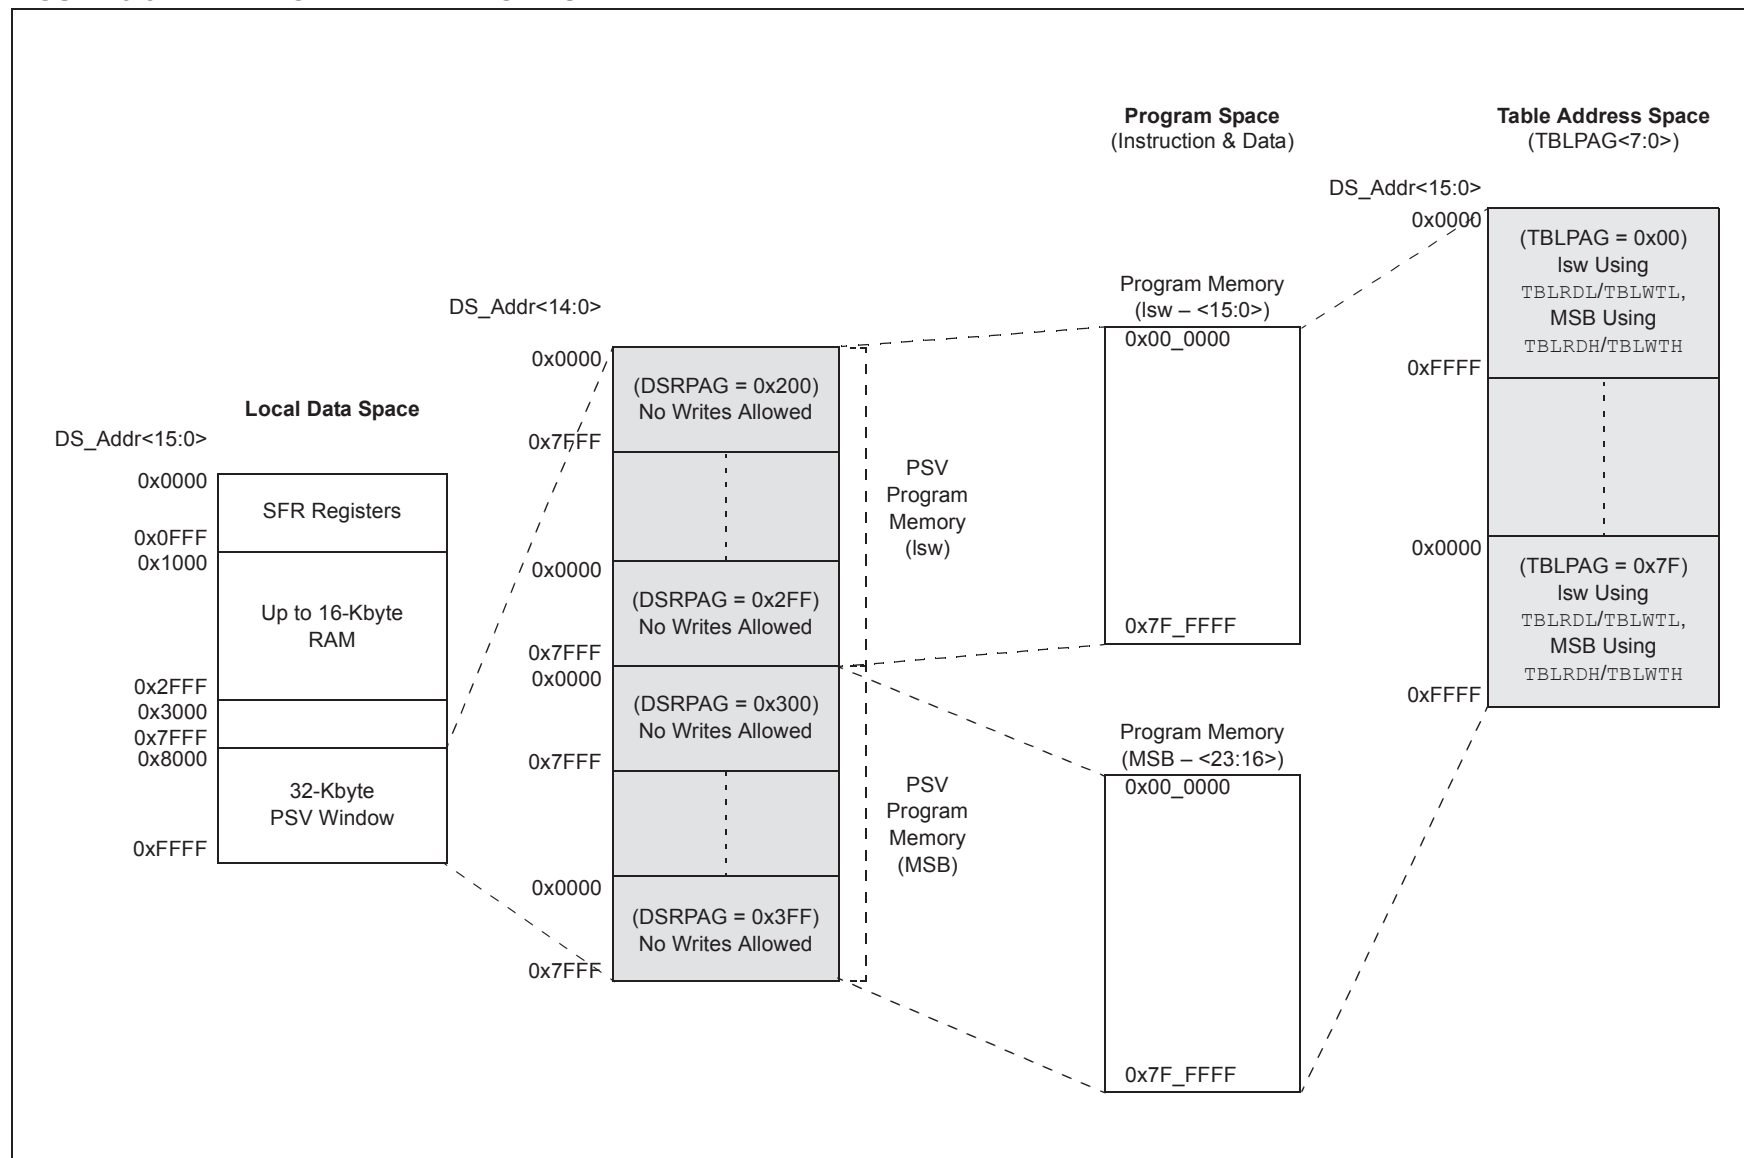 Local Data Space
DS_Addr<15:0>
0x0000
SFR Registers
0x0FFF
0x1000
Up to 16-Kbyte
RAM
0x2FFF
0x3000
0x7FFF
0x8000
32-Kbyte
PSV Window
0xFFFF
DS_Addr<14:0>
0x0000
(DSRPAG = 0x200)
No Writes Allowed
0x7FFF
0x0000
(DSRPAG = 0x2FF)
No Writes Allowed
0x7FFF
0x0000
(DSRPAG = 0x300)
No Writes Allowed
0x7FFF
0x0000
(DSRPAG = 0x3FF)
No Writes Allowed
0x7FFF
PSV
Program
Memory
(lsw)
PSV
Program
Memory
(MSB)
Program Space
(Instruction & Data)
Program Memory
(lsw – <15:0>)
0x00_0000
0x7F_FFFF
Program Memory
(MSB – <23:16>)
0x00_0000
0x7F_FFFF
Table Address Space
(TBLPAG<7:0>)
DS_Addr<15:0>
0x0000
(TBLPAG = 0x00)
lsw Using
TBLRDL/TBLWTL,
MSB Using
TBLRDH/TBLWTH
0xFFFF
0x0000
(TBLPAG = 0x7F)
lsw Using
TBLRDL/TBLWTL,
MSB Using
TBLRDH/TBLWTH
0xFFFF